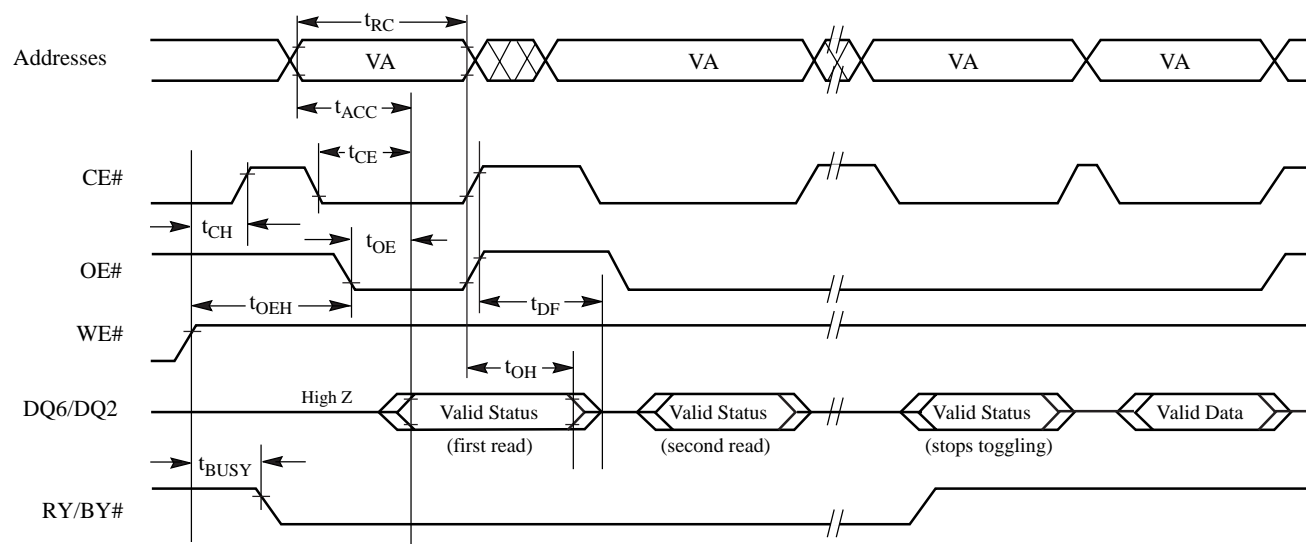 tRC
Addresses VA VA VA VA
tACC
tCE
CE#
tCH tOE
OE#
tOEH tDF
WE#
tOH
DQ6/DQ2 High Z Valid Status Valid Status Valid Status Valid Data
(first read) (second read) (stops toggling)
tBUSY
RY/BY#